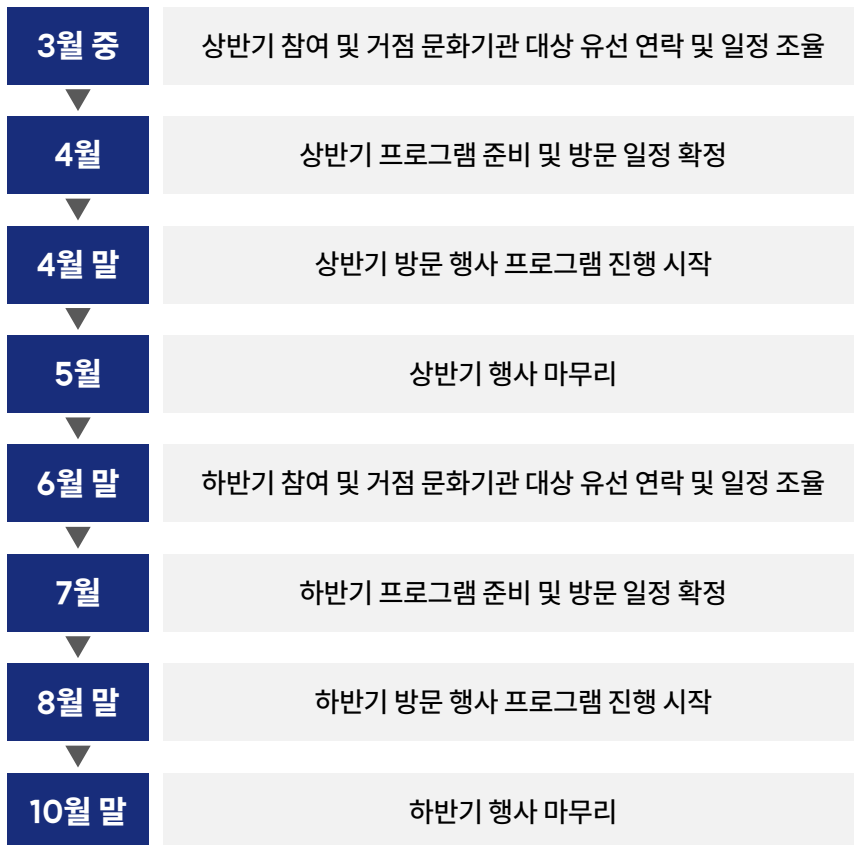 3월 중
상반기 참여 및 거점 문화기관 대상 유선 연락 및 일정 조율
4월
상반기 프로그램 준비 및 방문 일정 확정
4월 말
상반기 방문 행사 프로그램 진행 시작
5월
상반기 행사 마무리
6월 말
하반기 참여 및 거점 문화기관 대상 유선 연락 및 일정 조율
7월
하반기 프로그램 준비 및 방문 일정 확정
8월 말
하반기 방문 행사 프로그램 진행 시작
10월 말
하반기 행사 마무리